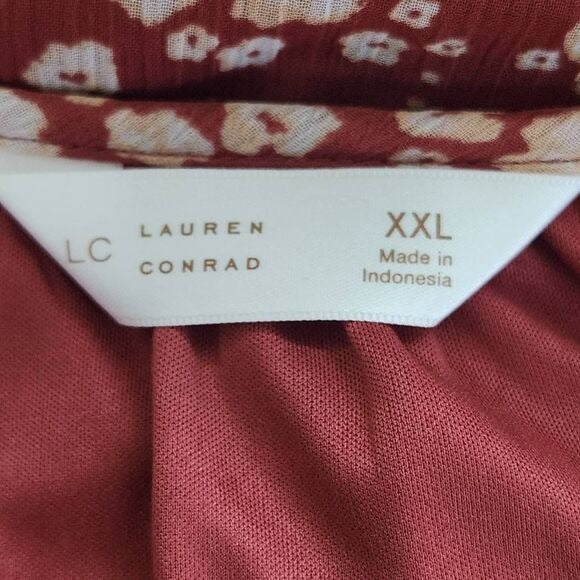 LC
LAUREN
CONRAD
XXL
Made in
Indonesia